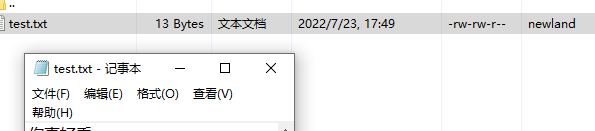 ..
test.txt 13 Bytes 文本文档 2022/7/23, 17:49 -rw-rw-r-- newland
test.txt - 记事本
文件(F) 编辑(E) 格式(O) 查看(V)
帮助(H)